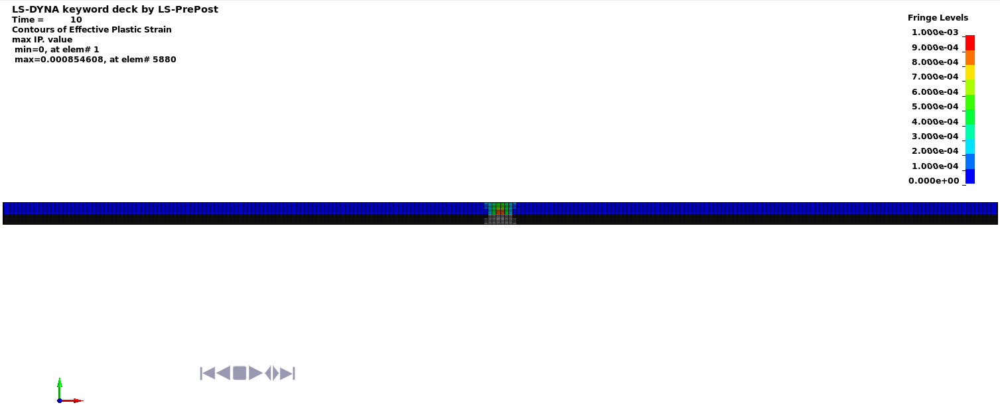 LS-DYNA keyword deck by LS-PrePost
Time = 10
Contours of Effective Plastic Strain
max IP. value
min=0, at elem# 1
max=0.000854608, at elem# 5880
Fringe Levels
1.000e-03
9.000e-04
8.000e-04
7.000e-04
6.000e-04
5.000e-04
4.000e-04
3.000e-04
2.000e-04
1.000e-04
0.000e+00